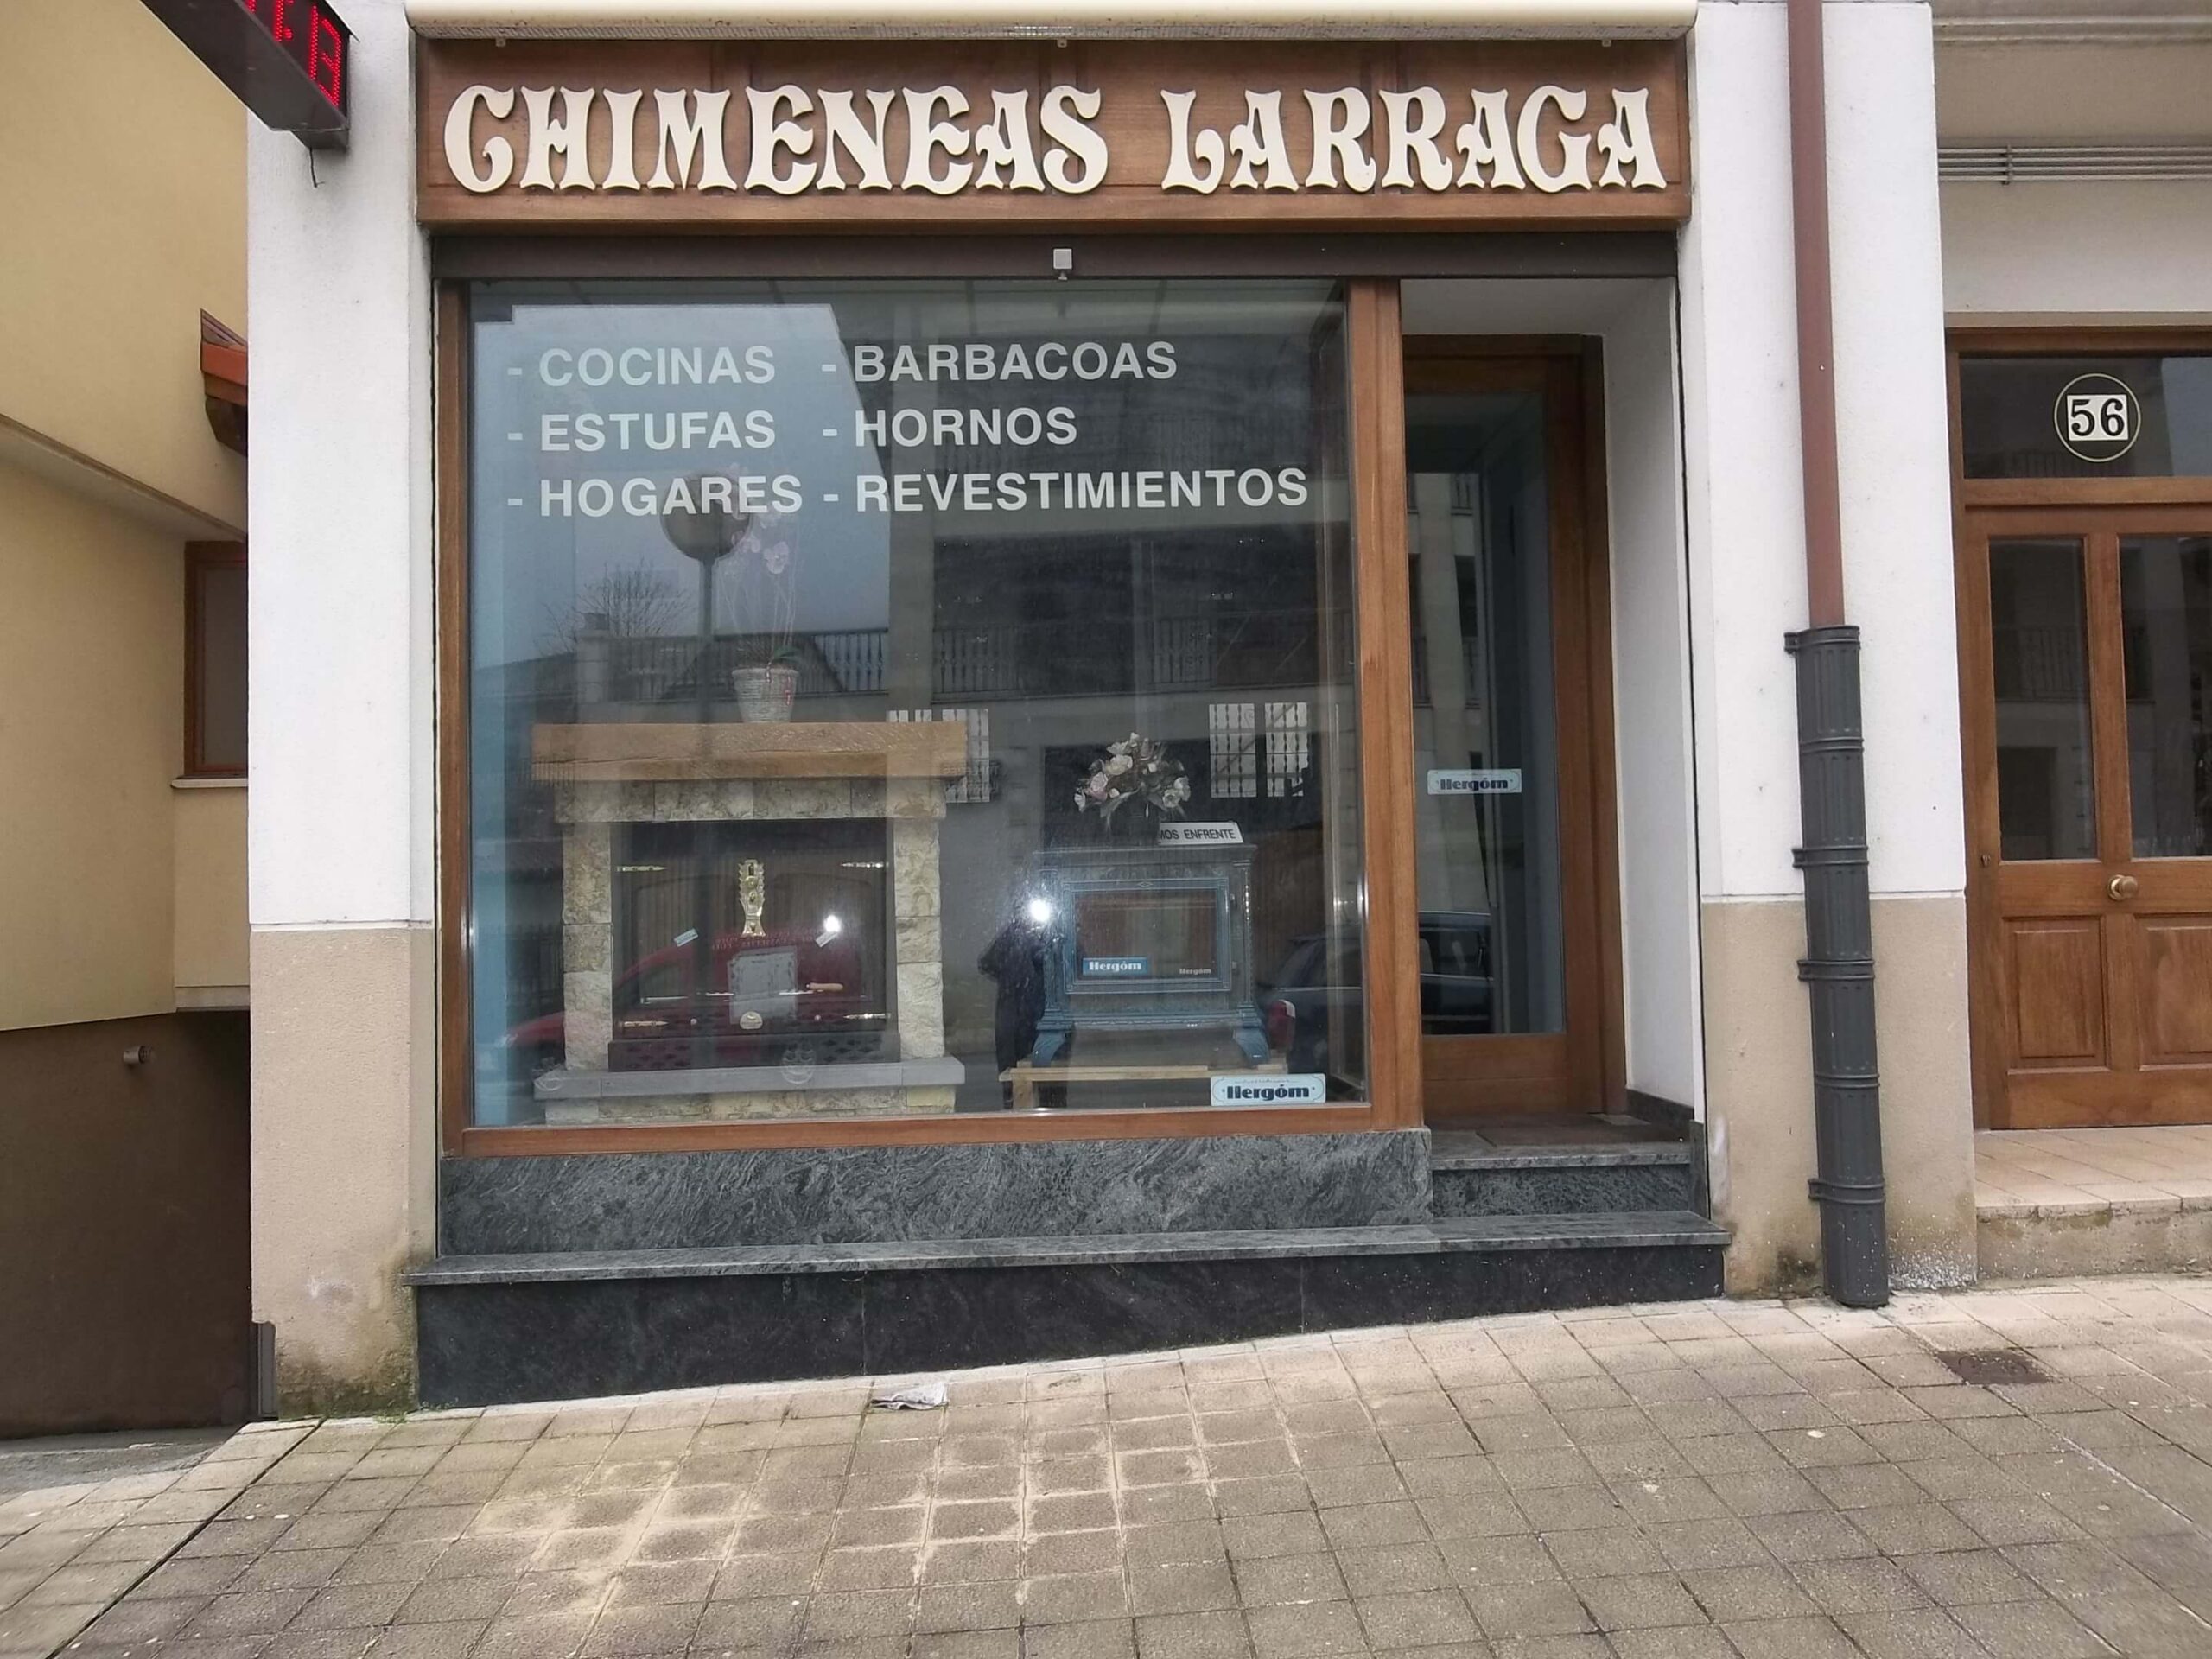 CHIMENEAS LARRAGA
- COCINAS - BARBACOAS
- ESTUFAS - HORNOS
- HOGARES - REVESTIMIENTOS
56
Hergóm
MOS ENFRENTE
Hergóm
Hergóm
Hergóm